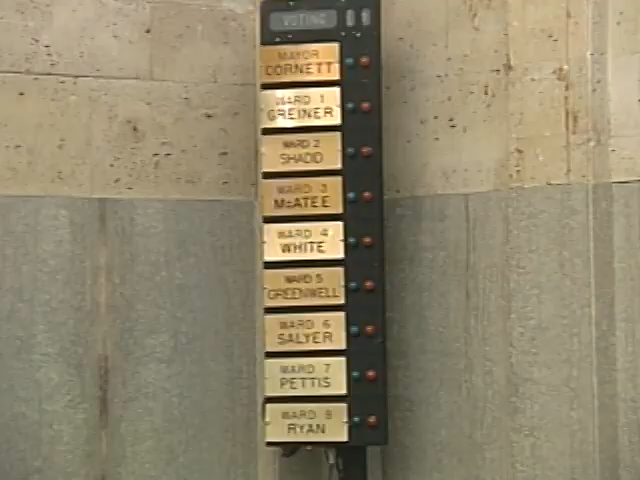 VOTING
MAYOR
CORNETT
WARD 1
GREINER
WARD 2
SHADID
WARD 3
McATEE
WARD 4
WHITE
WARD 5
GREENWELL
WARD 6
SALYER
WARD 7
PETTIS
WARD 8
RYAN